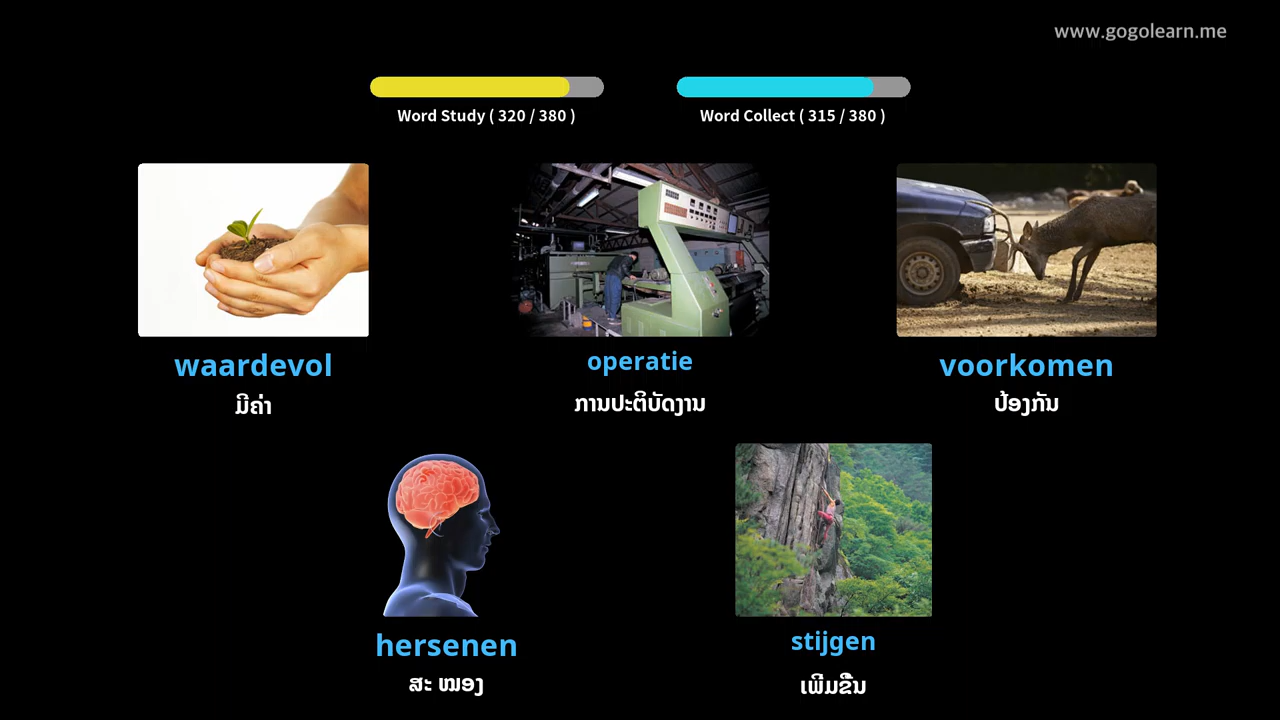 www.gogolearn.me
Word Study ( 320 / 380 )
Word Collect ( 315 / 380 )
waardevol
ມີຄ່າ
operatie
ການປະຕິບັດງານ
voorkomen
ປ້ອງກັນ
hersenen
ສະ ໝອງ
stijgen
ເພີ່ມຂື້ນ